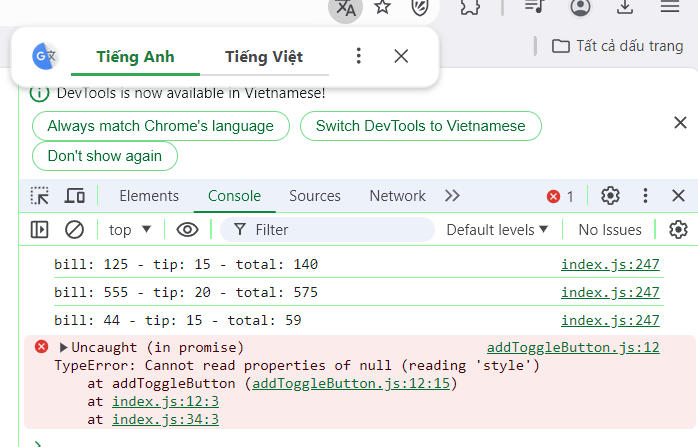 Tiếng Anh Tiếng Việt
Tất cả dấu trang
DevTools is now available in Vietnamese!
Always match Chrome's language Switch DevTools to Vietnamese
Don't show again
Elements Console Sources Network 1
top Filter Default levels No Issues
bill: 125 - tip: 15 - total: 140 index.js:247
bill: 555 - tip: 20 - total: 575 index.js:247
bill: 44 - tip: 15 - total: 59 index.js:247
Uncaught (in promise) addToggleButton.js:12
TypeError: Cannot read properties of null (reading 'style')
at addToggleButton (addToggleButton.js:12:15)
at index.js:12:3
at index.js:34:3